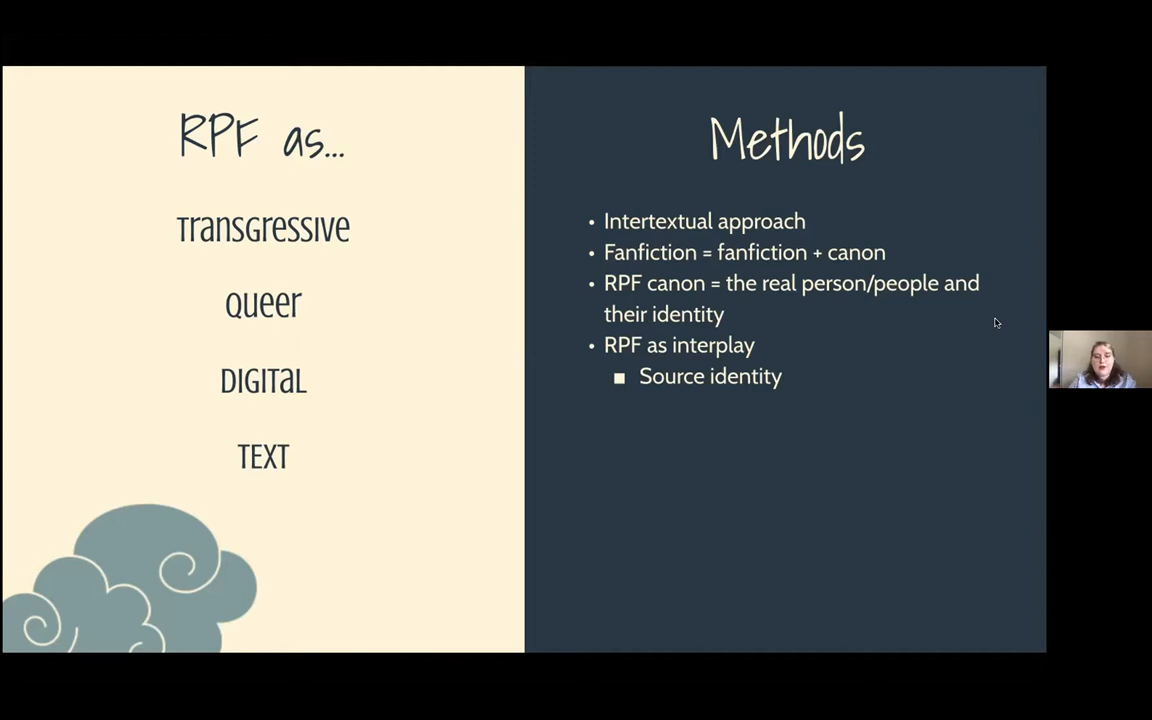 RPF as...
Transgressive
Queer
Digital
Text
Methods
• Intertextual approach
• Fanfiction = fanfiction + canon
• RPF canon = the real person/people and
their identity
• RPF as interplay
■ Source identity